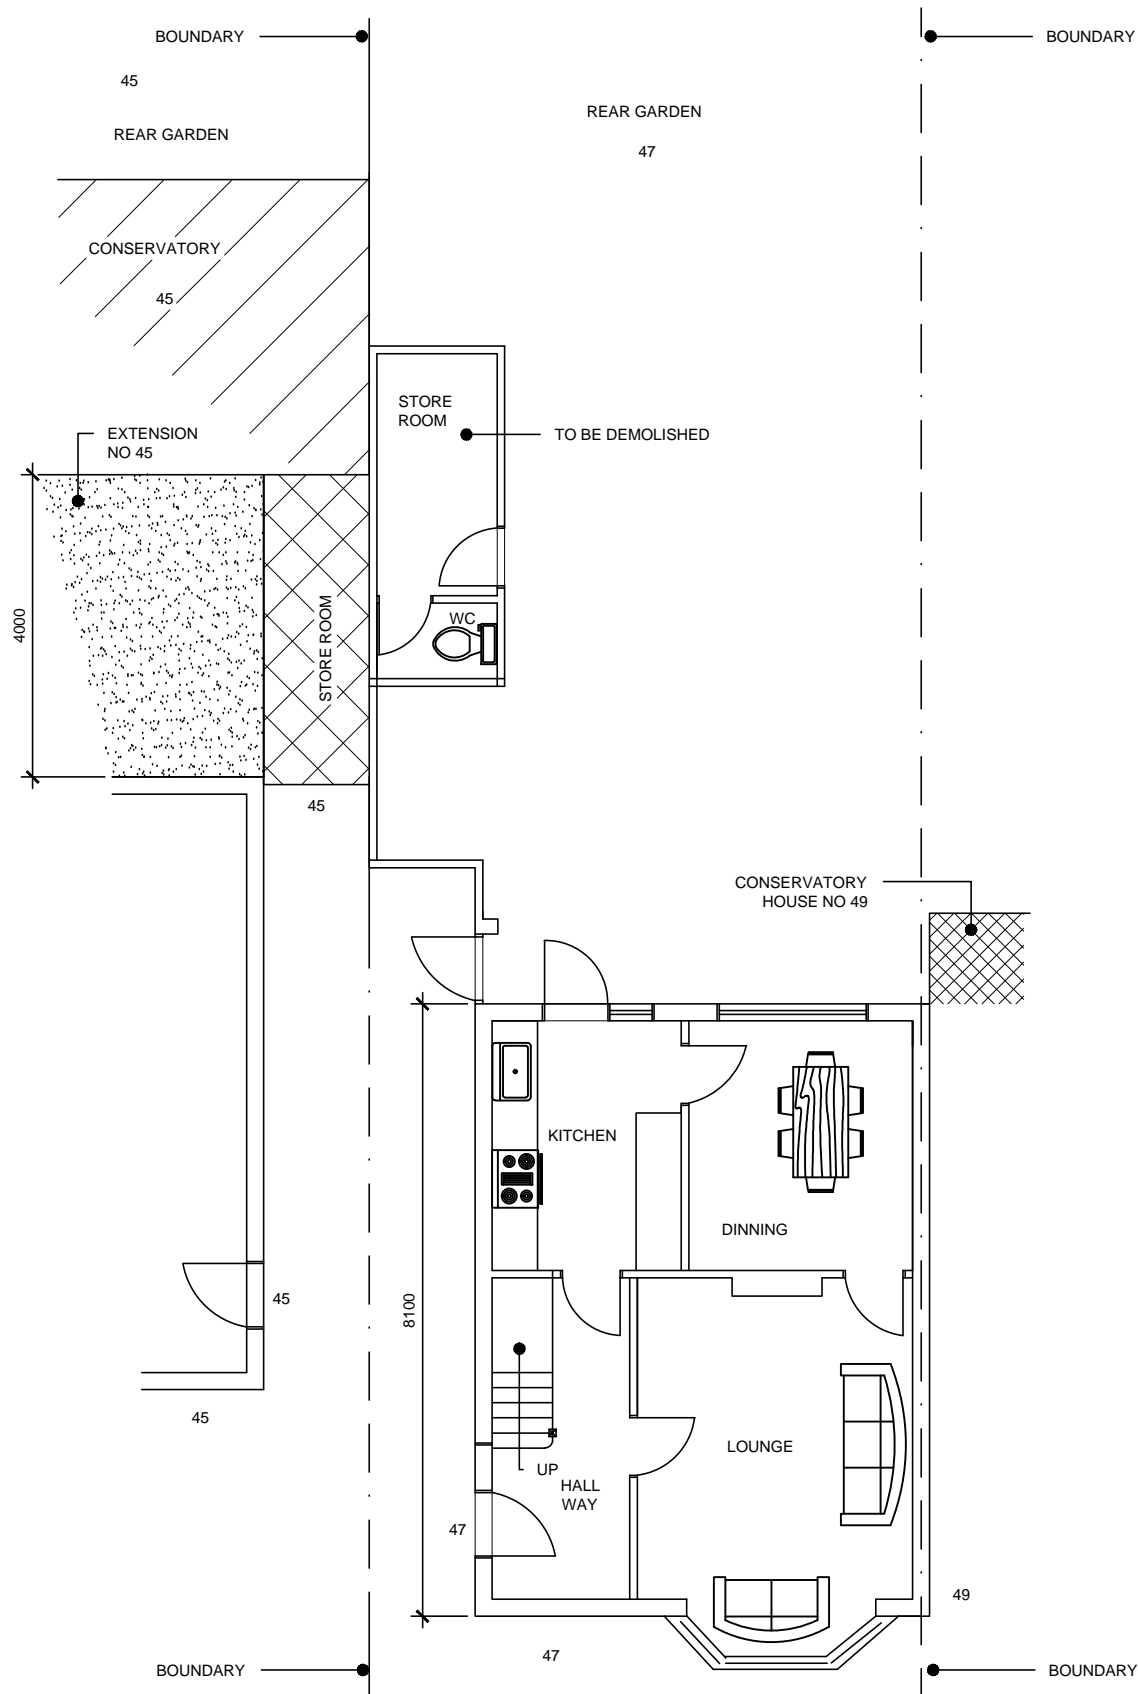 BOUNDARY
BOUNDARY
45
REAR GARDEN
REAR GARDEN
47
CONSERVATORY
45
STORE
ROOM
EXTENSION
NO 45
TO BE DEMOLISHED
4000
STORE ROOM
WC
45
CONSERVATORY
HOUSE NO 49
KITCHEN
DINNING
8100
45
45
LOUNGE
UP
HALL
WAY
47
49
47
BOUNDARY
BOUNDARY